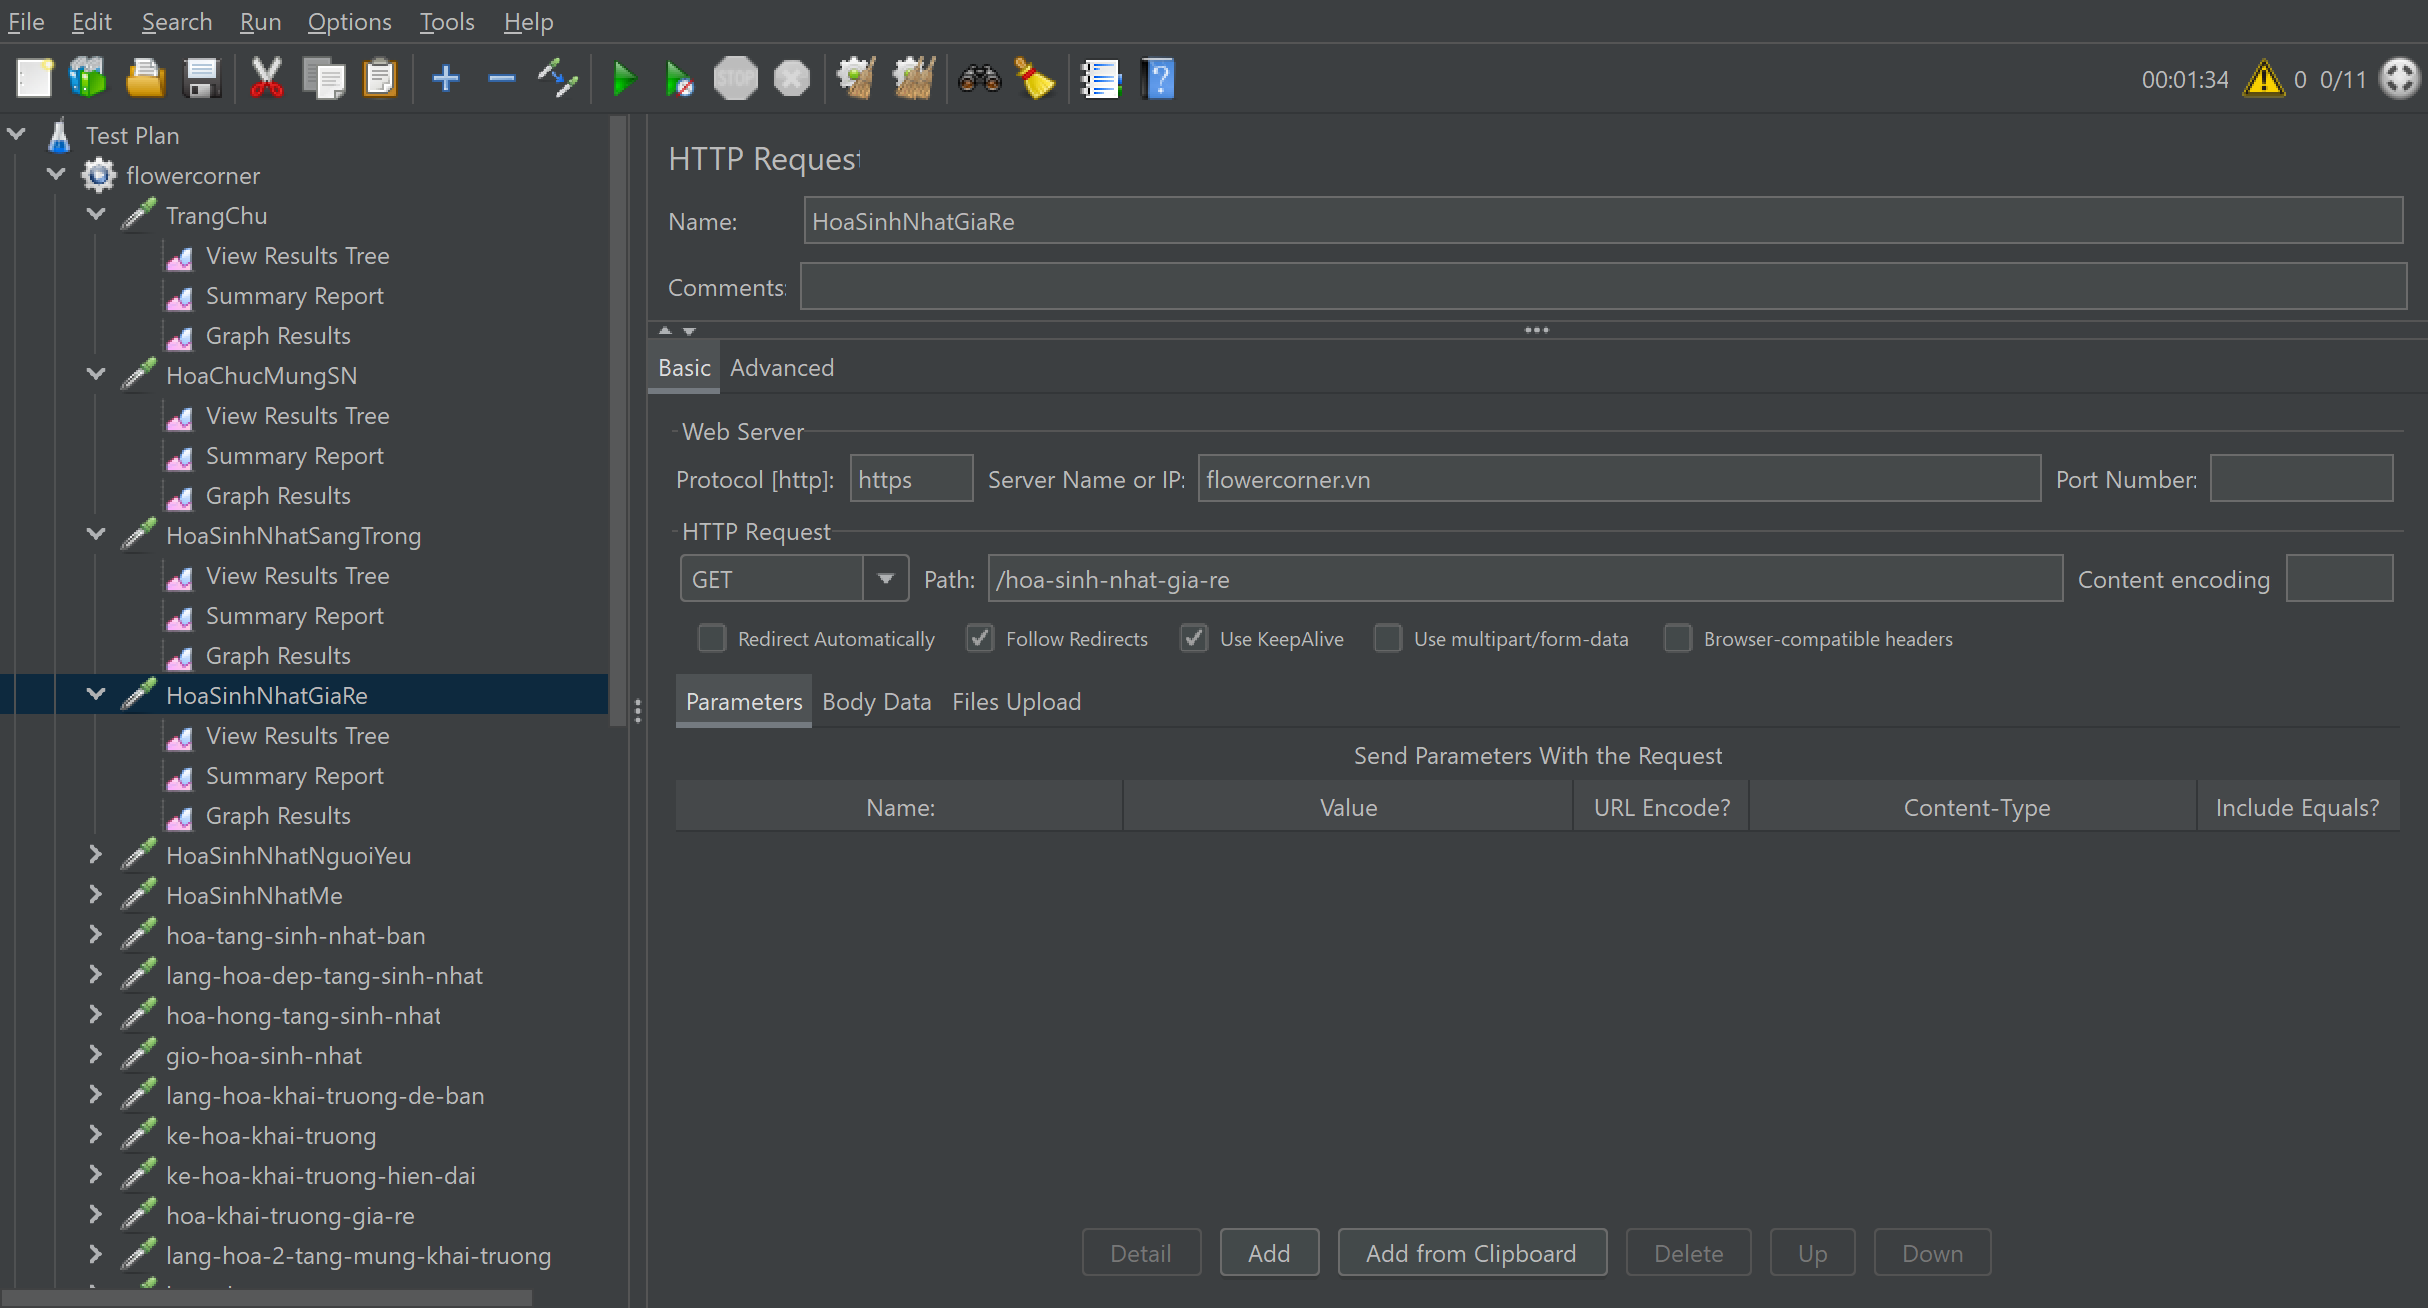 File Edit Search Run Options Tools Help
STOP
00:01:34 0 0/11
Test Plan
flowercorner
TrangChu
View Results Tree
Summary Report
Graph Results
HoaChucMungSN
View Results Tree
Summary Report
Graph Results
HoaSinhNhatSangTrong
View Results Tree
Summary Report
Graph Results
HoaSinhNhatGiaRe
View Results Tree
Summary Report
Graph Results
HoaSinhNhatNguoiYeu
HoaSinhNhatMe
hoa-tang-sinh-nhat-ban
lang-hoa-dep-tang-sinh-nhat
hoa-hong-tang-sinh-nhat
gio-hoa-sinh-nhat
lang-hoa-khai-truong-de-ban
ke-hoa-khai-truong
ke-hoa-khai-truong-hien-dai
hoa-khai-truong-gia-re
lang-hoa-2-tang-mung-khai-truong
HTTP Request
Name: HoaSinhNhatGiaRe
Comments:
Basic Advanced
Web Server
Protocol [http]: https Server Name or IP: flowercorner.vn Port Number:
HTTP Request
GET Path: /hoa-sinh-nhat-gia-re Content encoding
Redirect Automatically Follow Redirects Use KeepAlive Use multipart/form-data Browser-compatible headers
Parameters Body Data Files Upload
Send Parameters With the Request
Name: Value URL Encode? Content-Type Include Equals?
Detail Add Add from Clipboard Delete Up Down